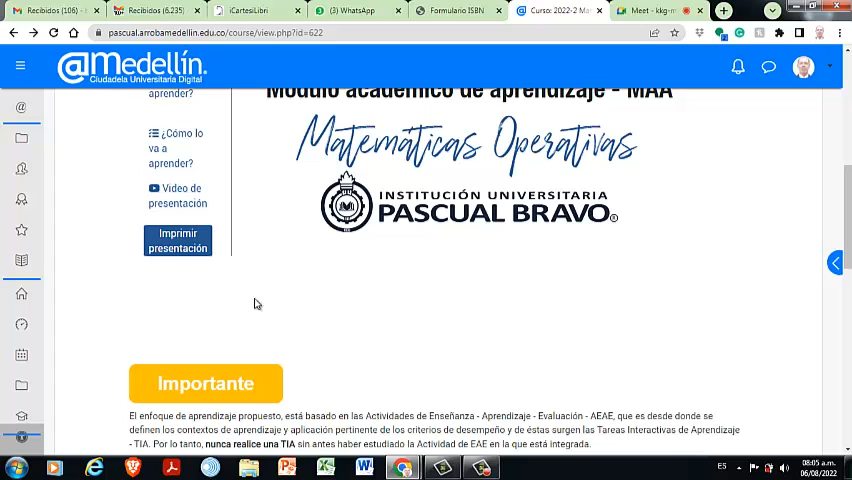 Recibidos (106)
Recibidos (6.235)
iCartesiLibri
(3) WhatsApp
Formulario ISBN
Curso: 2022-2 M
Meet - kkg-m
pascual.arrobamedellin.edu.co/course/view.php?id=622
@Medellín.
Ciudadela Universitaria Digital
aprender?
¿Cómo lo
va a
aprender?
Video de
presentación
Imprimir
presentación
Módulo académico de aprendizaje - MAA
Matemáticas Operativas
INSTITUCIÓN UNIVERSITARIA
PASCUAL BRAVO®
Importante
El enfoque de aprendizaje propuesto, está basado en las Actividades de Enseñanza - Aprendizaje - Evaluación - AEAE, que es desde donde se
definen los contextos de aprendizaje y aplicación pertinente de los criterios de desempeño y de éstas surgen las Tareas Interactivas de Aprendizaje
- TIA. Por lo tanto, nunca realice una TIA sin antes haber estudiado la Actividad de EAE en la que está integrada.
ES
08:05 a.m.
06/08/2022